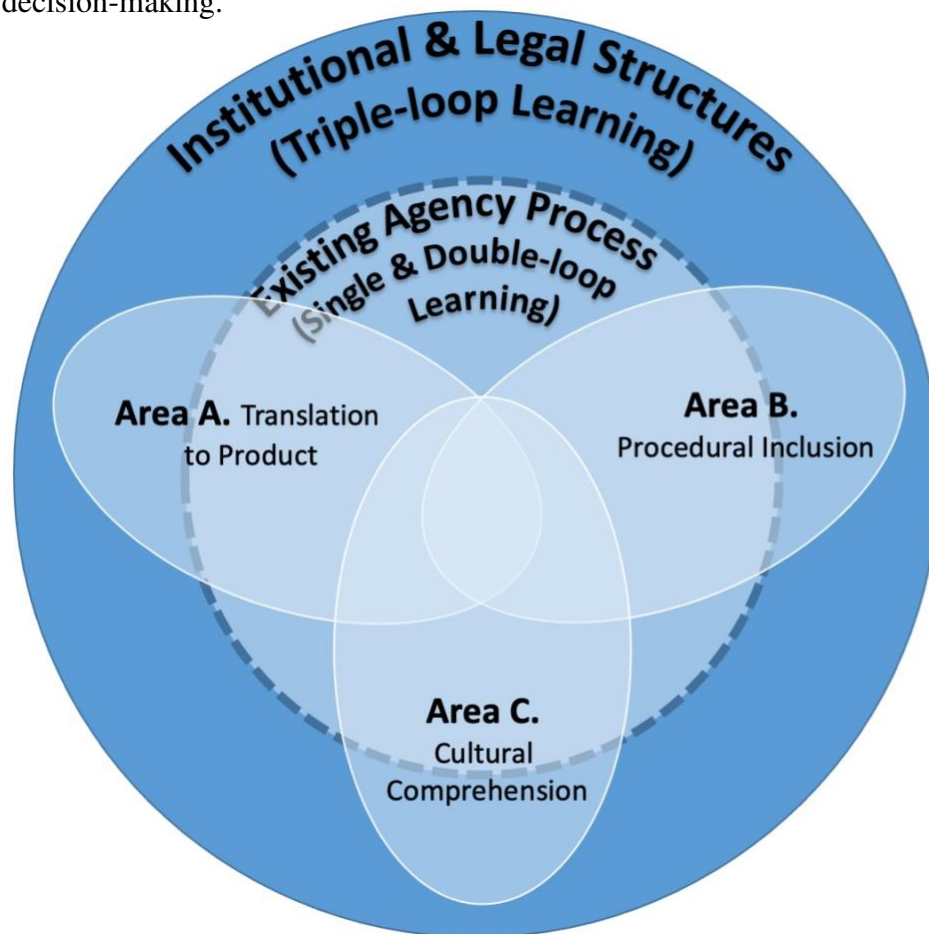 decision-making.
Institutional & Legal Structures
(Triple-loop Learning)
Existing Agency Process
(Single & Double-loop
Learning)
Area A. Translation
to Product
Area B.
Procedural Inclusion
Area C.
Cultural
Comprehension